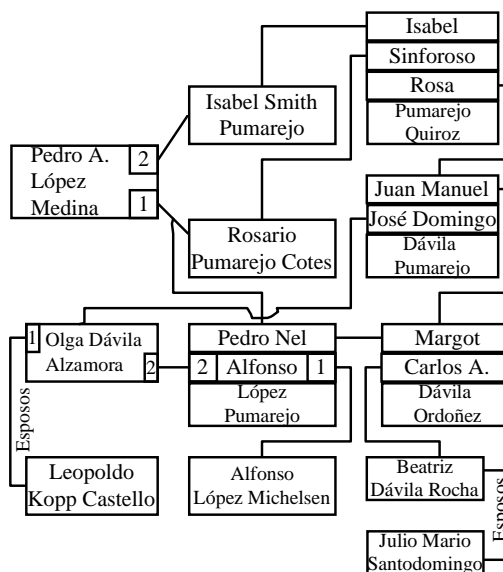 Isabel
Sinforoso
Rosa
Pumarejo
Quiroz
Isabel Smith
Pumarejo
Pedro A.
López
Medina
2
1
Juan Manuel
José Domingo
Dávila
Pumarejo
Rosario
Pumarejo Cotes
1
Olga Dávila
Alzamora
2
Pedro Nel
2
Alfonso
1
López
Pumarejo
Margot
Carlos A.
Dávila
Ordoñez
Esposos
Leopoldo
Kopp Castello
Alfonso
López Michelsen
Beatriz
Dávila Rocha
Esposos
Julio Mario
Santodomingo